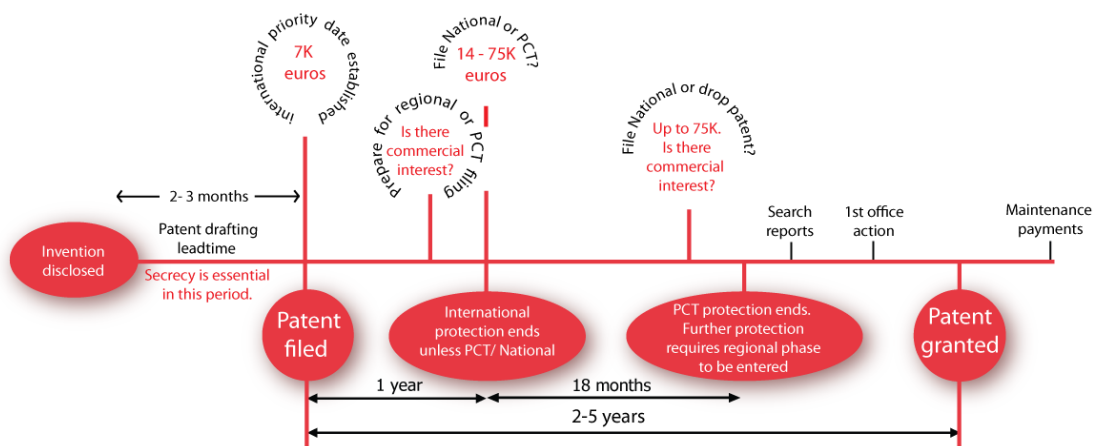 international priority date established
7K
euros
File National or PCT?
14 - 75K
euros
Prepare for regional or PCT filing
Is there
commercial
interest?
File National or drop patent?
Up to 75K.
Is there
commercial
interest?
2- 3 months
Patent drafting
leadtime
Secrecy is essential
in this period.
Search
reports
1st office
action
Maintenance
payments
Invention
disclosed
Patent
filed
International
protection ends
unless PCT/ National
PCT protection ends.
Further protection
requires regional phase
to be entered
Patent
granted
1 year
18 months
2-5 years